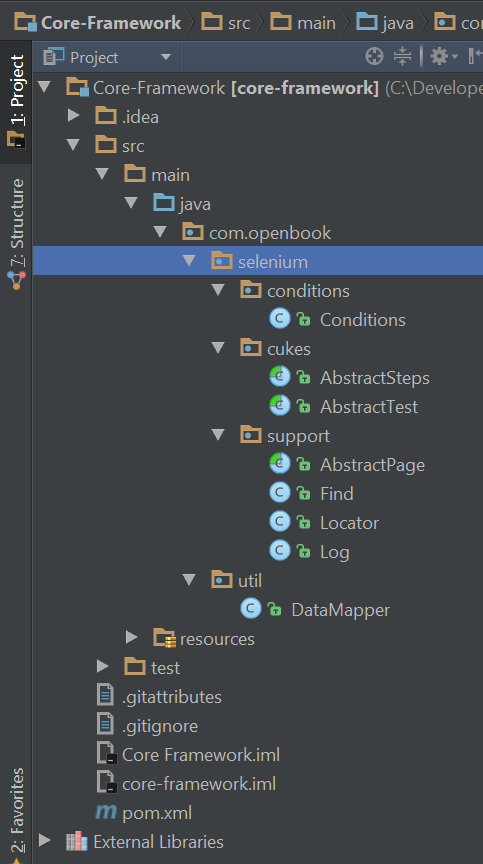 Core-Framework src main java co
Project
1: Project
Core-Framework [core-framework] (C:\Develope
.idea
src
main
java
com.openbook
7: Structure
selenium
conditions
Conditions
cukes
AbstractSteps
AbstractTest
support
AbstractPage
Find
Locator
Log
util
DataMapper
resources
test
.gitattributes
.gitignore
Core Framework.iml
core-framework.iml
pom.xml
2: Favorites
External Libraries